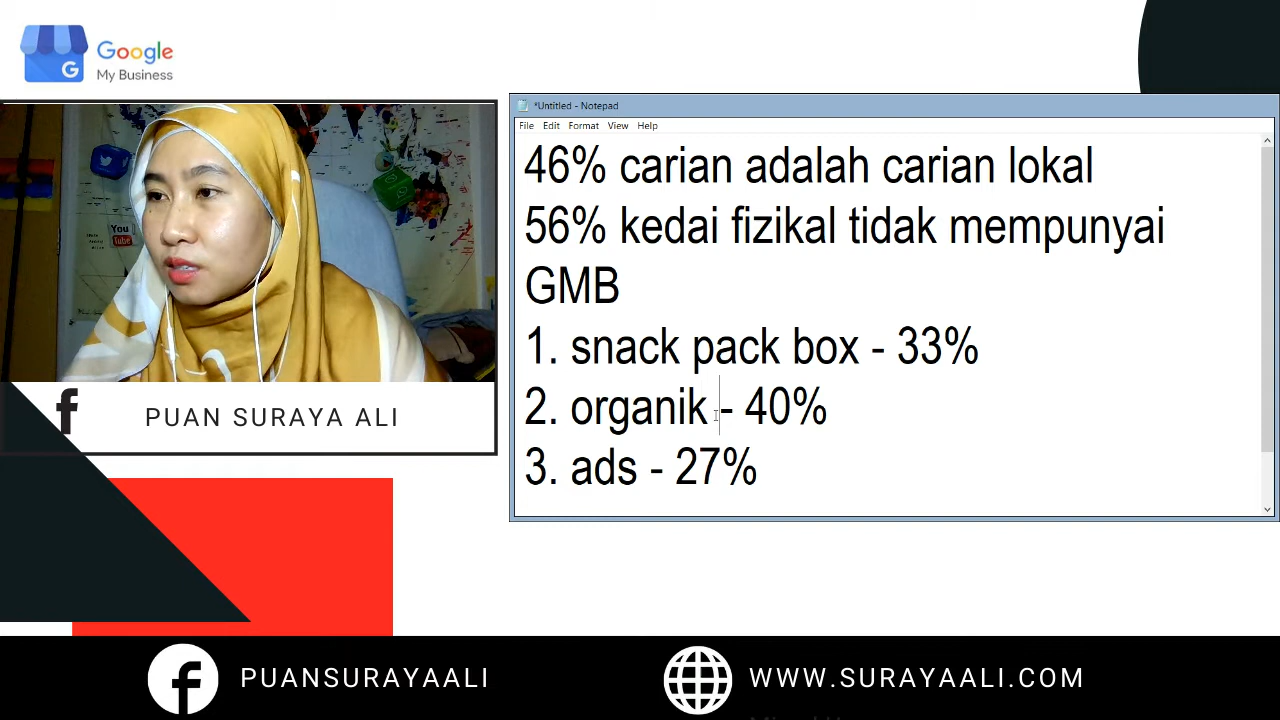 Google
My Business
*Untitled - Notepad
File Edit Format View Help
46% carian adalah carian lokal
56% kedai fizikal tidak mempunyai
GMB
1. snack pack box - 33%
2. organik - 40%
3. ads - 27%
You
Tube
PUAN SURAYA ALI
PUANSURAYAALI
WWW.SURAYAALI.COM